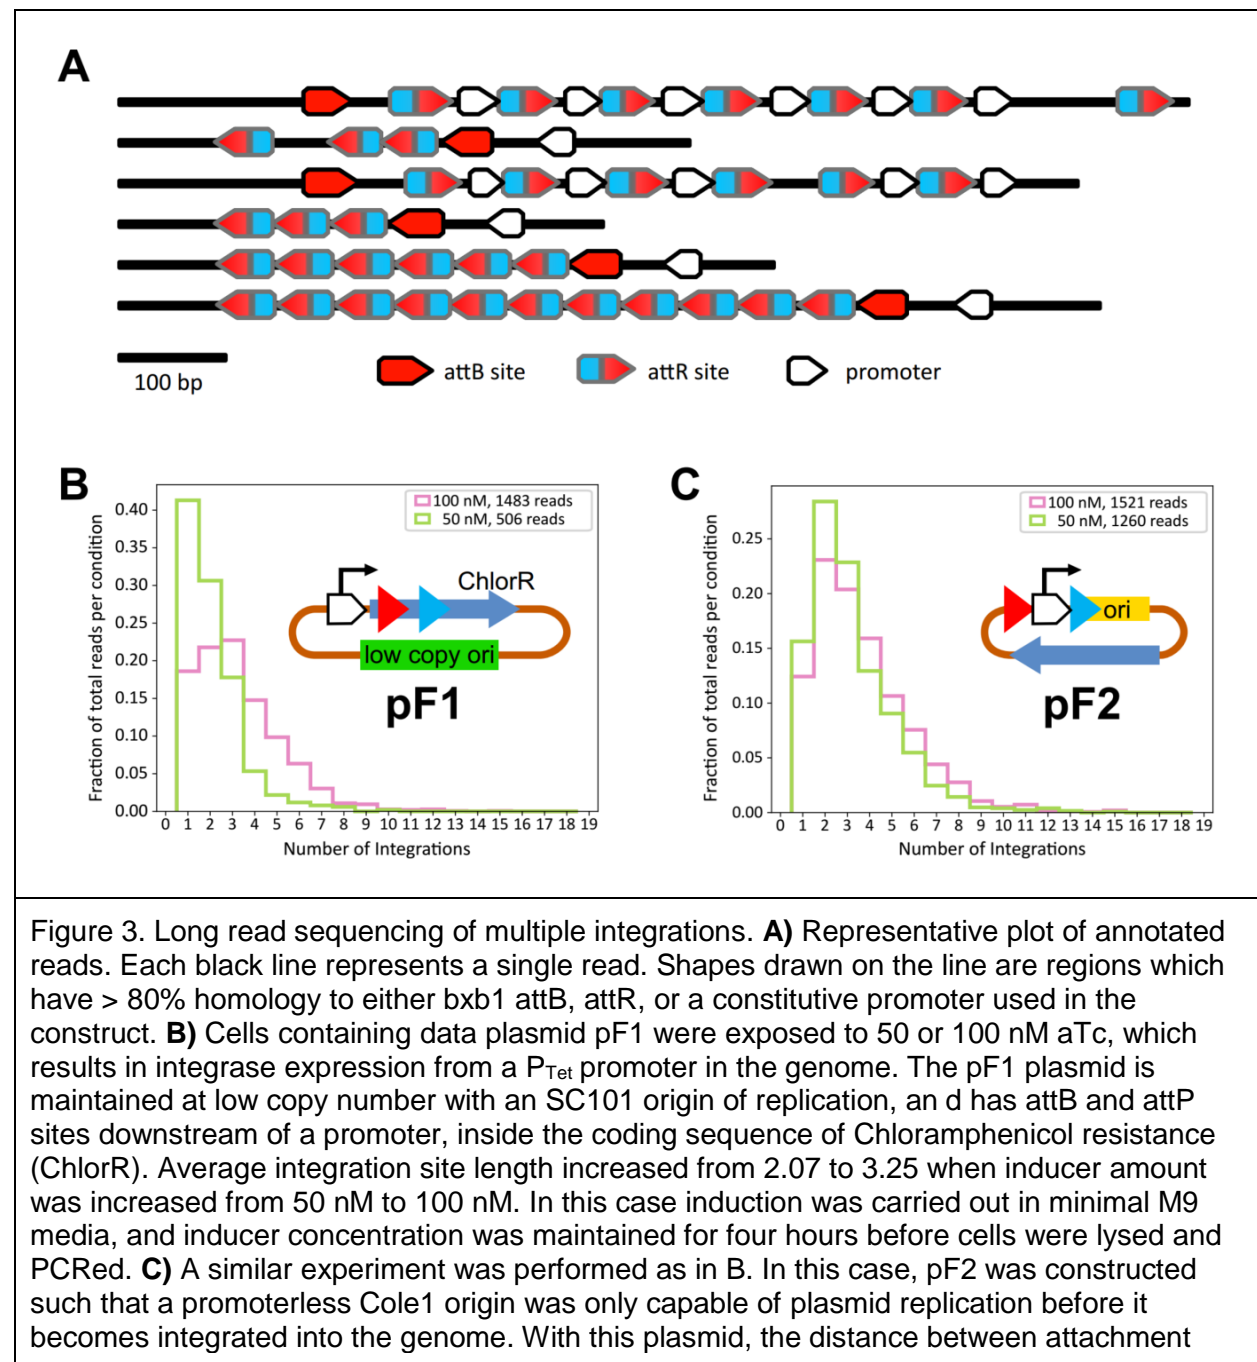 A
100 bp
attB site
attR site
promoter
B
Fraction of total reads per condition
0.40
0.35
0.30
0.25
0.20
0.15
0.10
0.05
0.00
100 nM, 1483 reads
50 nM, 506 reads
ChlorR
low copy ori
pF1
0 1 2 3 4 5 6 7 8 9 10 11 12 13 14 15 16 17 18 19
Number of Integrations
C
Fraction of total reads per condition
0.25
0.20
0.15
0.10
0.05
0.00
100 nM, 1521 reads
50 nM, 1260 reads
ori
pF2
0 1 2 3 4 5 6 7 8 9 10 11 12 13 14 15 16 17 18 19
Number of Integrations
Figure 3. Long read sequencing of multiple integrations. A) Representative plot of annotated
reads. Each black line represents a single read. Shapes drawn on the line are regions which
have > 80% homology to either bxb1 attB, attR, or a constitutive promoter used in the
construct. B) Cells containing data plasmid pF1 were exposed to 50 or 100 nM aTc, which
results in integrase expression from a PTet promoter in the genome. The pF1 plasmid is
maintained at low copy number with an SC101 origin of replication, an d has attB and attP
sites downstream of a promoter, inside the coding sequence of Chloramphenicol resistance
(ChlorR). Average integration site length increased from 2.07 to 3.25 when inducer amount
was increased from 50 nM to 100 nM. In this case induction was carried out in minimal M9
media, and inducer concentration was maintained for four hours before cells were lysed and
PCRed. C) A similar experiment was performed as in B. In this case, pF2 was constructed
such that a promoterless Cole1 origin was only capable of plasmid replication before it
becomes integrated into the genome. With this plasmid, the distance between attachment